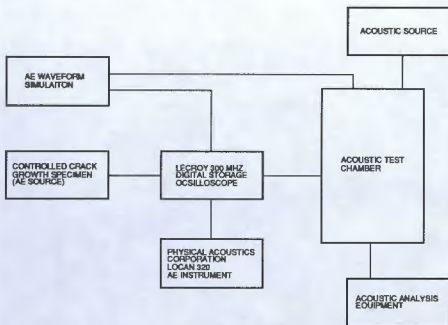 ACOUSTIC SOURCE
AE WAVEFORM
SIMULAITON
CONTROLLED CRACK
GROWTH SPECIMEN
(AE SOURCE)
LECROY 300 MHZ
DIGITAL STORAGE
OCSILLOSCOPE
ACOUSTIC TEST
CHAMBER
PHYSICAL ACOUSTICS
CORPORATION
LOCAN 320
AE INSTRUMENT
ACOUSTIC ANALYSIS
EQUIPMENT